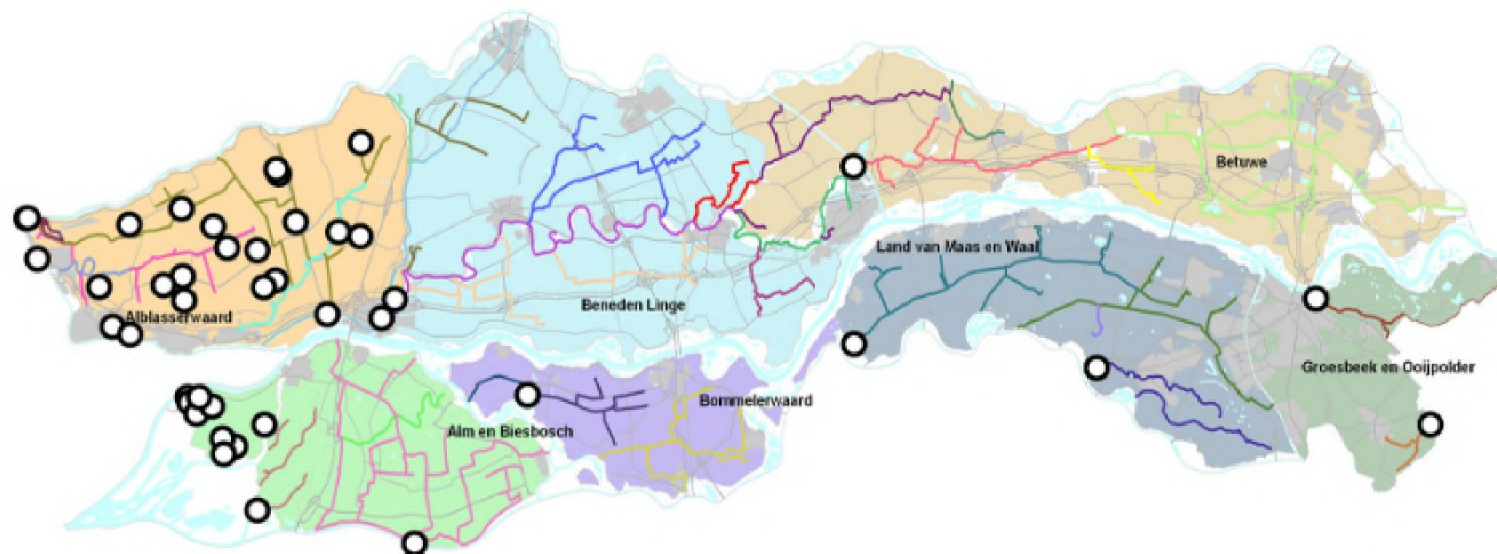 Betuwe
Land van Maas en Waal
Beneden Linge
Alblasserwaard
Groesbeek en Ooijpolder
Bommelerwaard
Alm en Biesbosch